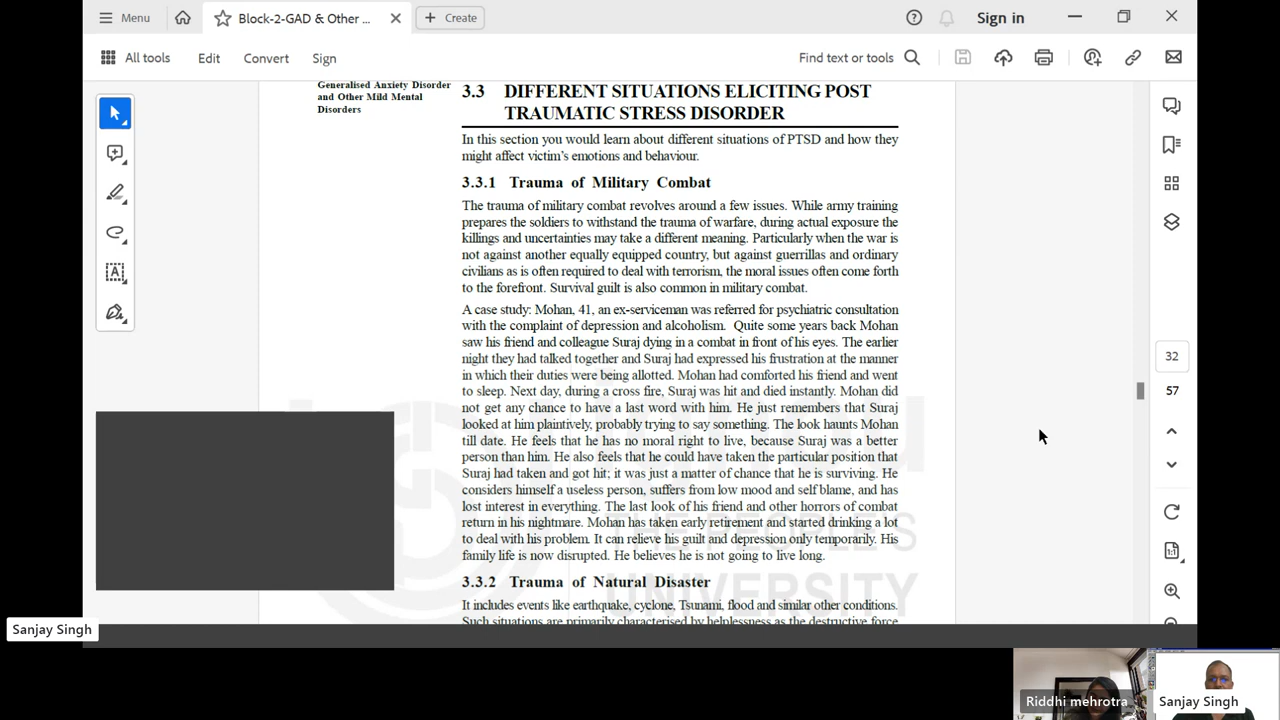 Menu
Block-2-GAD & Other ...
Create
Sign in
All tools
Edit
Convert
Sign
Find text or tools
Generalised Anxiety Disorder
and Other Mild Mental
Disorders
3.3 DIFFERENT SITUATIONS ELICITING POST
TRAUMATIC STRESS DISORDER
In this section you would learn about different situations of PTSD and how they
might affect victim's emotions and behaviour.
3.3.1 Trauma of Military Combat
The trauma of military combat revolves around a few issues. While army training
prepares the soldiers to withstand the trauma of warfare, during actual exposure the
killings and uncertainties may take a different meaning. Particularly when the war is
not against another equally equipped country, but against guerrillas and ordinary
civilians as is often required to deal with terrorism, the moral issues often come forth
to the forefront. Survival guilt is also common in military combat.
A case study: Mohan, 41, an ex-serviceman was referred for psychiatric consultation
with the complaint of depression and alcoholism. Quite some years back Mohan
saw his friend and colleague Suraj dying in a combat in front of his eyes. The earlier
night they had talked together and Suraj had expressed his frustration at the manner
in which their duties were being allotted. Mohan had comforted his friend and went
to sleep. Next day, during a cross fire, Suraj was hit and died instantly. Mohan did
not get any chance to have a last word with him. He just remembers that Suraj
looked at him plaintively, probably trying to say something. The look haunts Mohan
till date. He feels that he has no moral right to live, because Suraj was a better
person than him. He also feels that he could have taken the particular position that
Suraj had taken and got hit; it was just a matter of chance that he is surviving. He
considers himself a useless person, suffers from low mood and self blame, and has
lost interest in everything. The last look of his friend and other horrors of combat
return in his nightmare. Mohan has taken early retirement and started drinking a lot
to deal with his problem. It can relieve his guilt and depression only temporarily. His
family life is now disrupted. He believes he is not going to live long.
3.3.2 Trauma of Natural Disaster
It includes events like earthquake, cyclone, Tsunami, flood and similar other conditions.
Such situations are primarily characterised by helplessness as the destructive force
THE PEOPLE'S
UNIVERSITY
32
57
1:1
Sanjay Singh
Riddhi mehrotra
Sanjay Singh